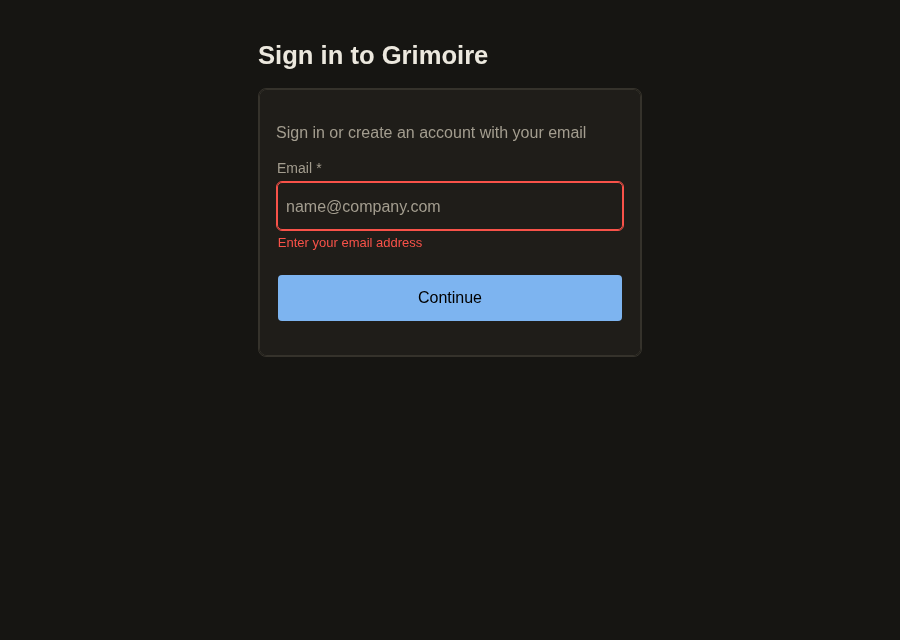 Sign in to Grimoire
Sign in or create an account with your email
Email *
name@company.com
Enter your email address
Continue